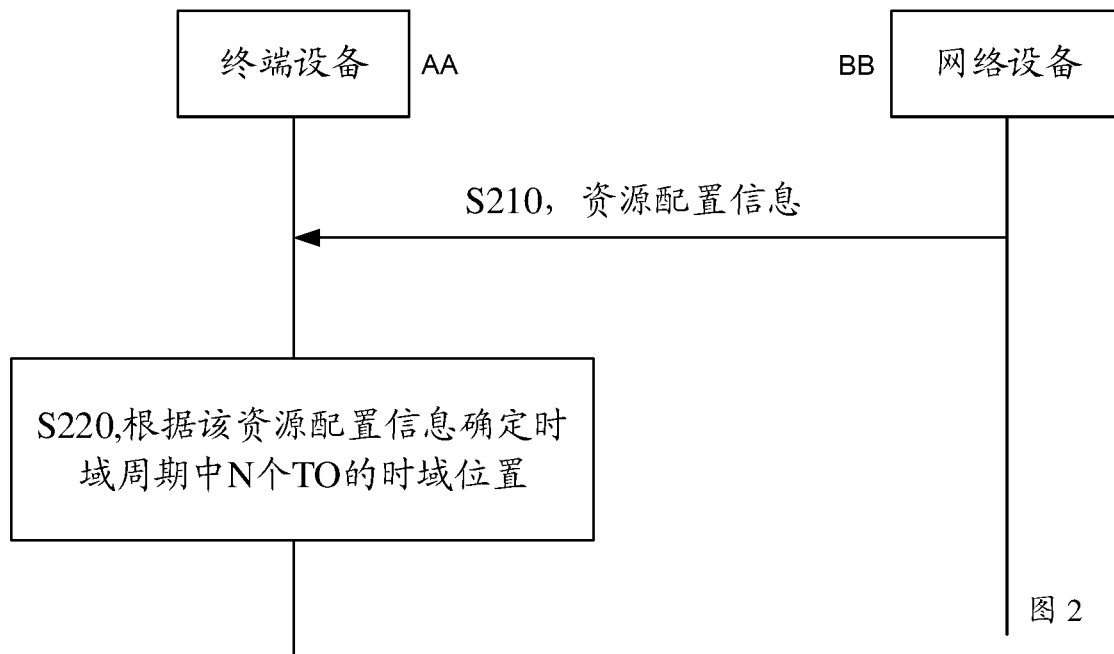 终端设备
AA
BB
网络设备
S210，资源配置信息
S220,根据该资源配置信息确定时
域周期中N个TO的时域位置
图 2